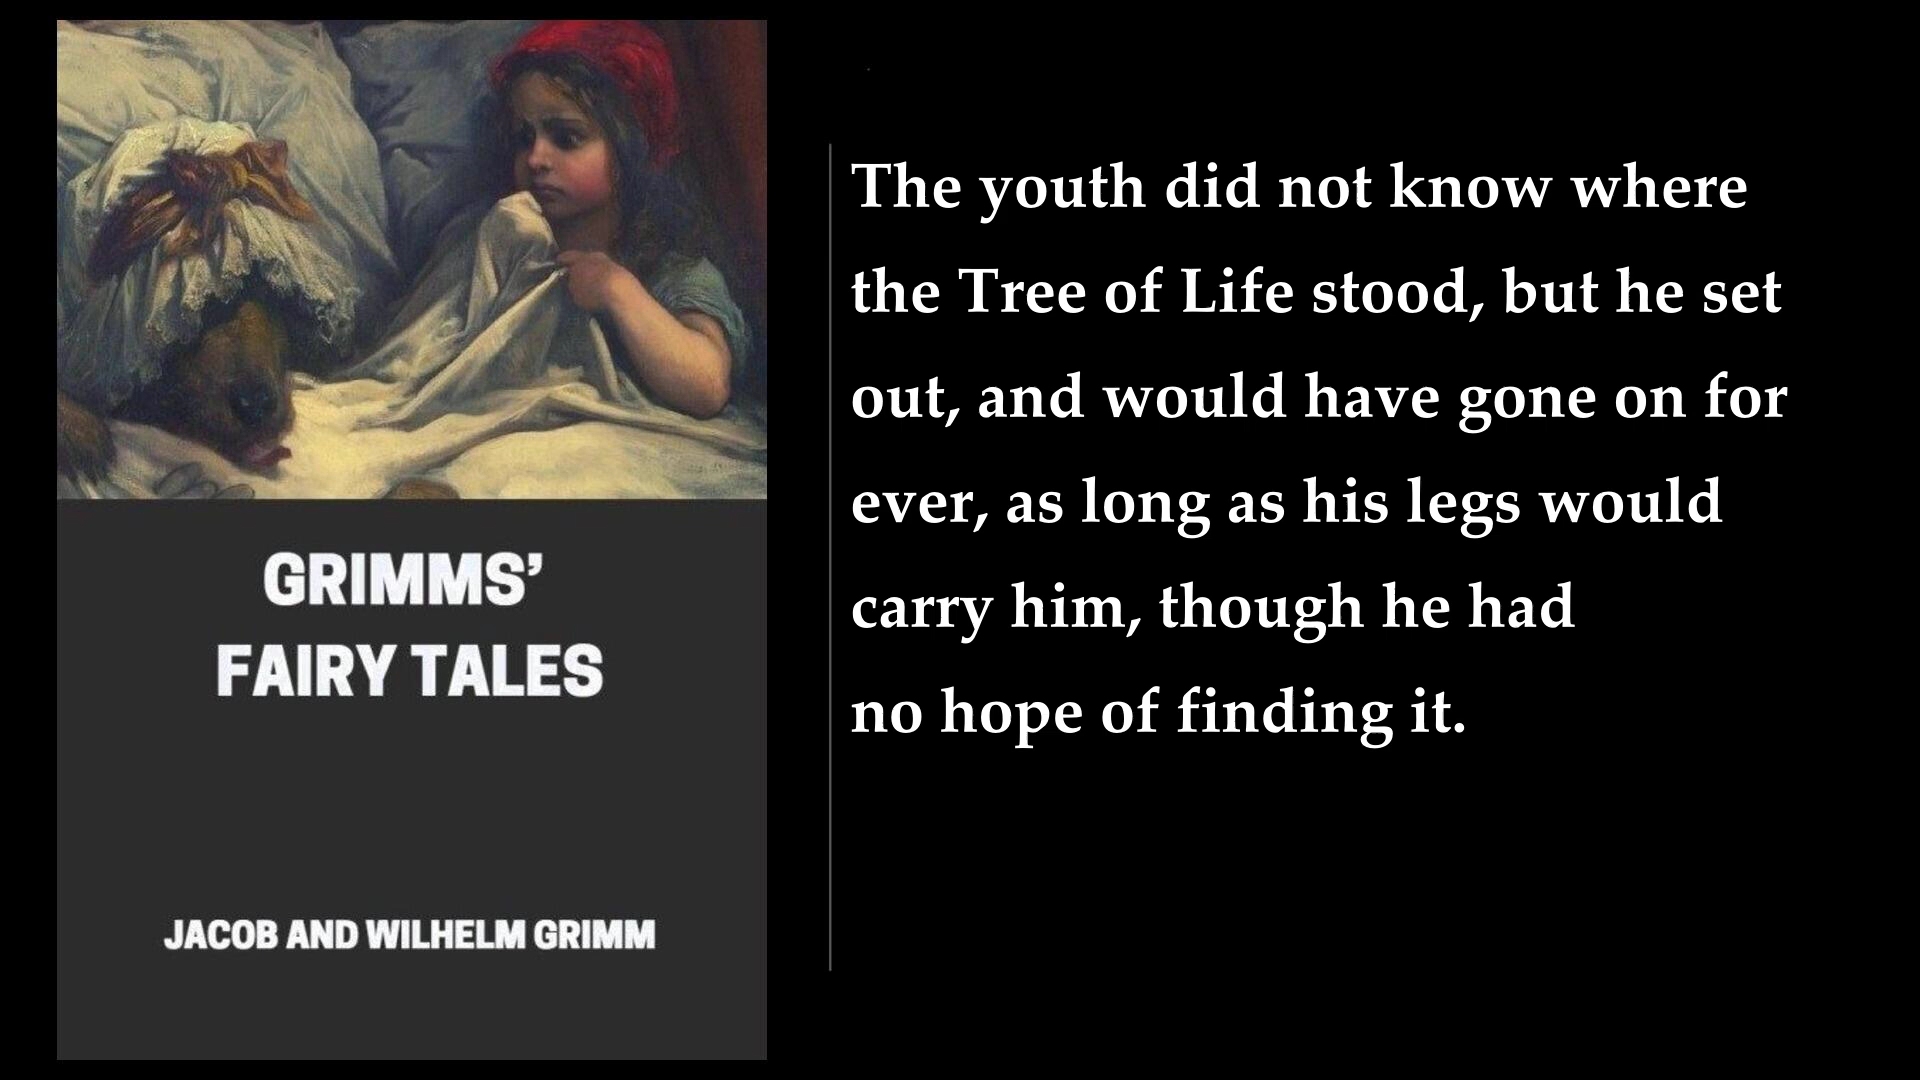 GRIMMS’
FAIRY TALES
JACOB AND WILHELM GRIMM
The youth did not know where
the Tree of Life stood, but he set
out, and would have gone on for
ever, as long as his legs would
carry him, though he had
no hope of finding it.